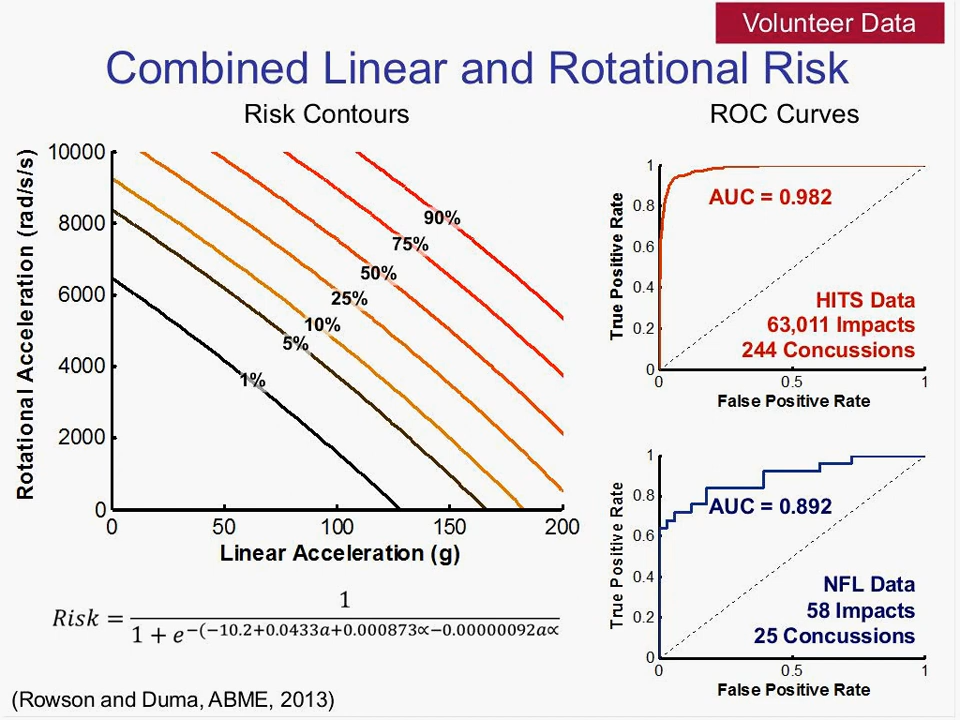 Volunteer Data
Combined Linear and Rotational Risk
Risk Contours
Rotational Acceleration (rad/s/s)
10000
8000
6000
4000
2000
0
90%
75%
50%
25%
10%
5%
1%
0 50 100 150 200
Linear Acceleration (g)
Risk = 1 / 1 + e^−(−10.2+0.0433a+0.000873∝−0.00000092a∝
(Rowson and Duma, ABME, 2013)
ROC Curves
True Positive Rate
1
0.8
0.6
0.4
0.2
0
AUC = 0.982
HITS Data
63,011 Impacts
244 Concussions
0 0.5 1
False Positive Rate
True Positive Rate
1
0.8
0.6
0.4
0.2
0
AUC = 0.892
NFL Data
58 Impacts
25 Concussions
0 0.5 1
False Positive Rate